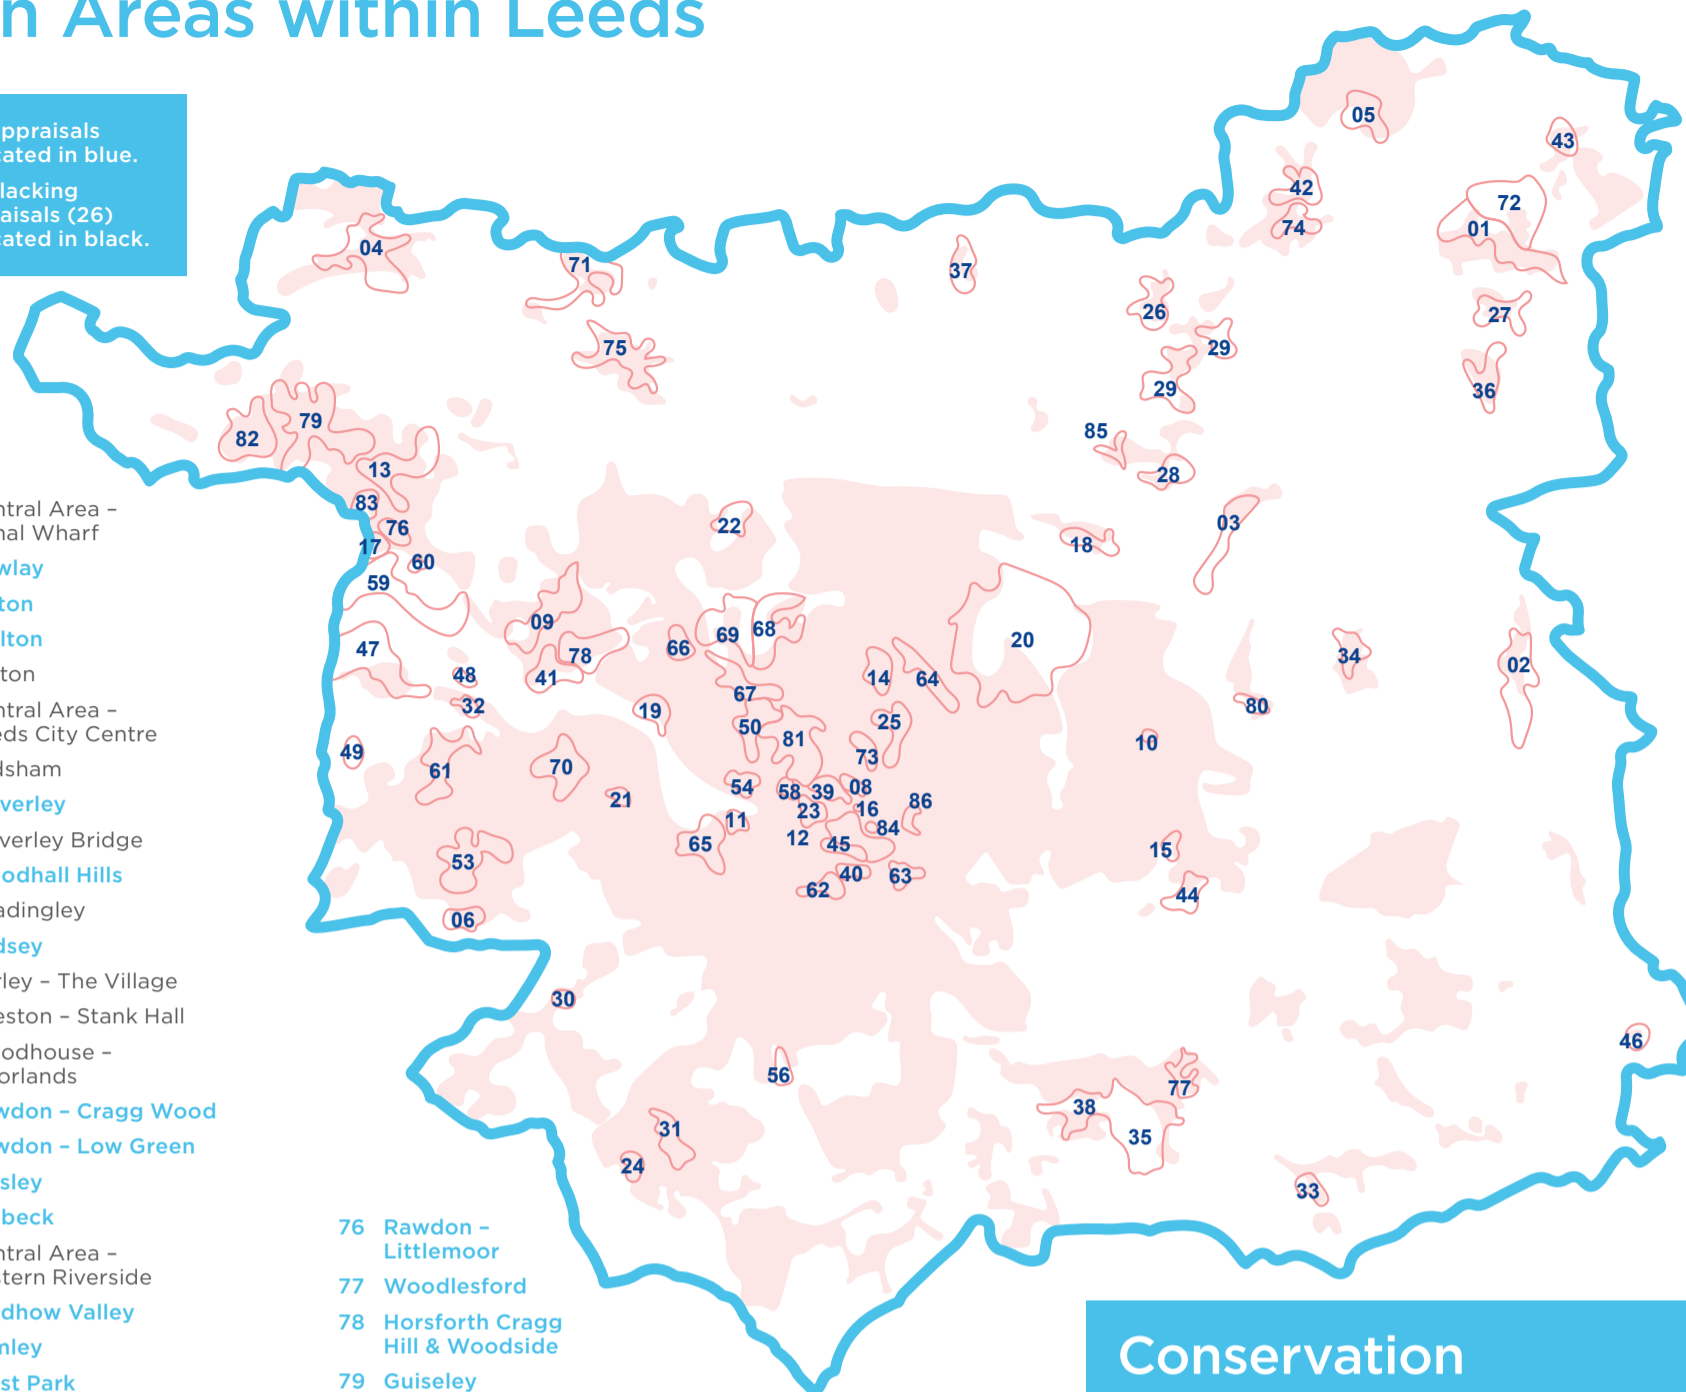 n Areas within Leeds
ppraisals
cated in blue.
lacking
aisals (26)
cated in black.
ntral Area –
nal Wharf
wlay
ton
lton
ton
ntral Area –
eds City Centre
dsham
verley
verley Bridge
odhall Hills
adingley
dsey
rley – The Village
eston – Stank Hall
odhouse –
orlands
wdon – Cragg Wood
wdon – Low Green
sley
beck
ntral Area –
stern Riverside
dhow Valley
nley
st Park
76 Rawdon –
Littlemoor
77 Woodlesford
78 Horsforth Cragg
Hill & Woodside
79 Guiseley
05
43
42
72
74
01
04
71
37
26
27
75
29
29
36
79
82
85
13
28
83
03
76
22
17
18
60
59
09
68
69
20
47
66
78
34
02
48
41
14
64
67
32
19
80
25
50
81
10
49
73
61
70
54
58
39
08
21
86
23
16
11
84
12
45
65
15
53
40
63
62
44
06
30
46
56
77
38
31
35
24
33
Conservation